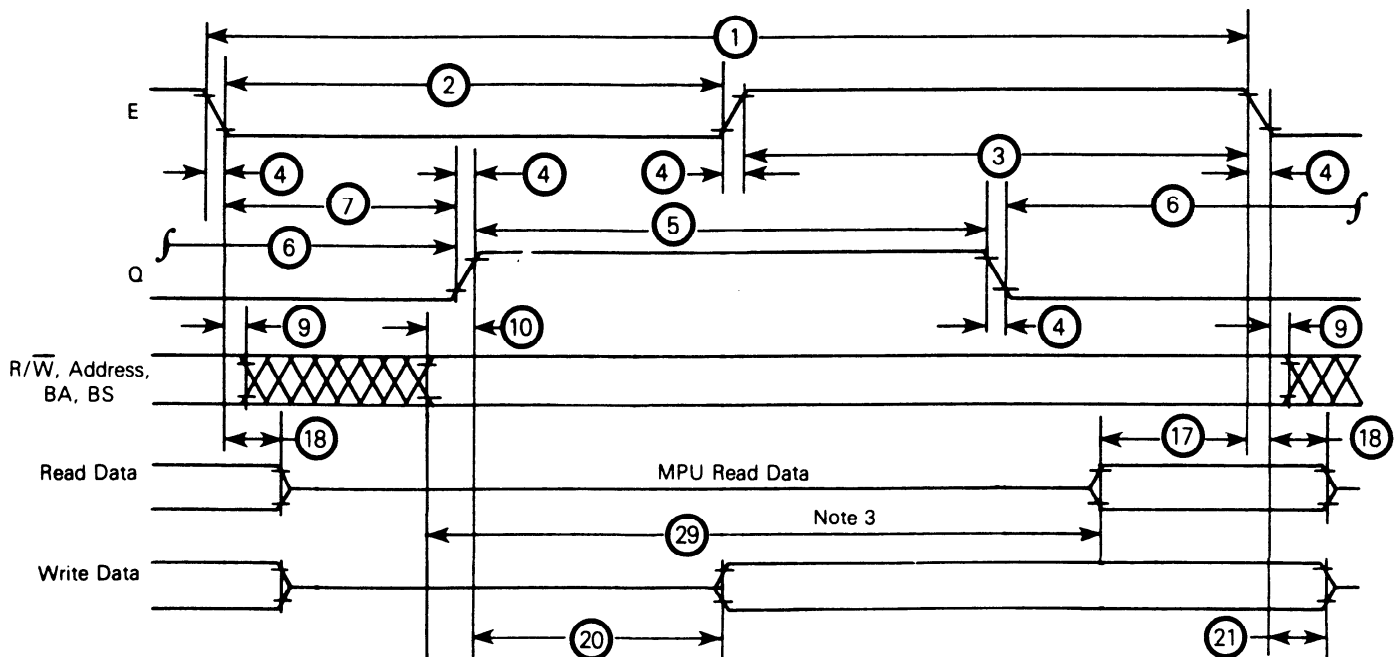 1
2
E
3
4
4
4
4
7
6
5
6
Q
9
10
4
9
R/W̅, Address,
BA, BS
18
17
18
Read Data
MPU Read Data
Note 3
29
Write Data
20
21